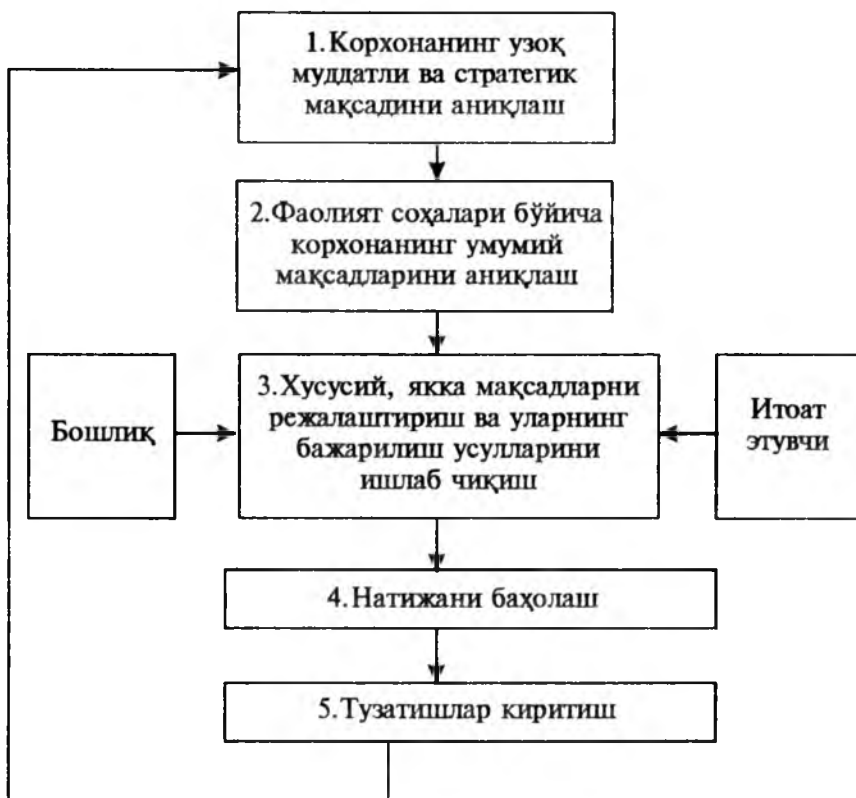 1.Корхонанинг узоқ
муддатли ва стратегик
мақсадини аниқлаш
2.Фаолият соҳалари бўйича
корхонанинг умумий
мақсадларини аниқлаш
Бошлиқ
3.Хусусий, якка мақсадларни
режалаштириш ва уларнинг
бажарилиш усулларини
ишлаб чиқиш
Итоат
этувчи
4.Натижани баҳолаш
5.Тузатишлар киритиш